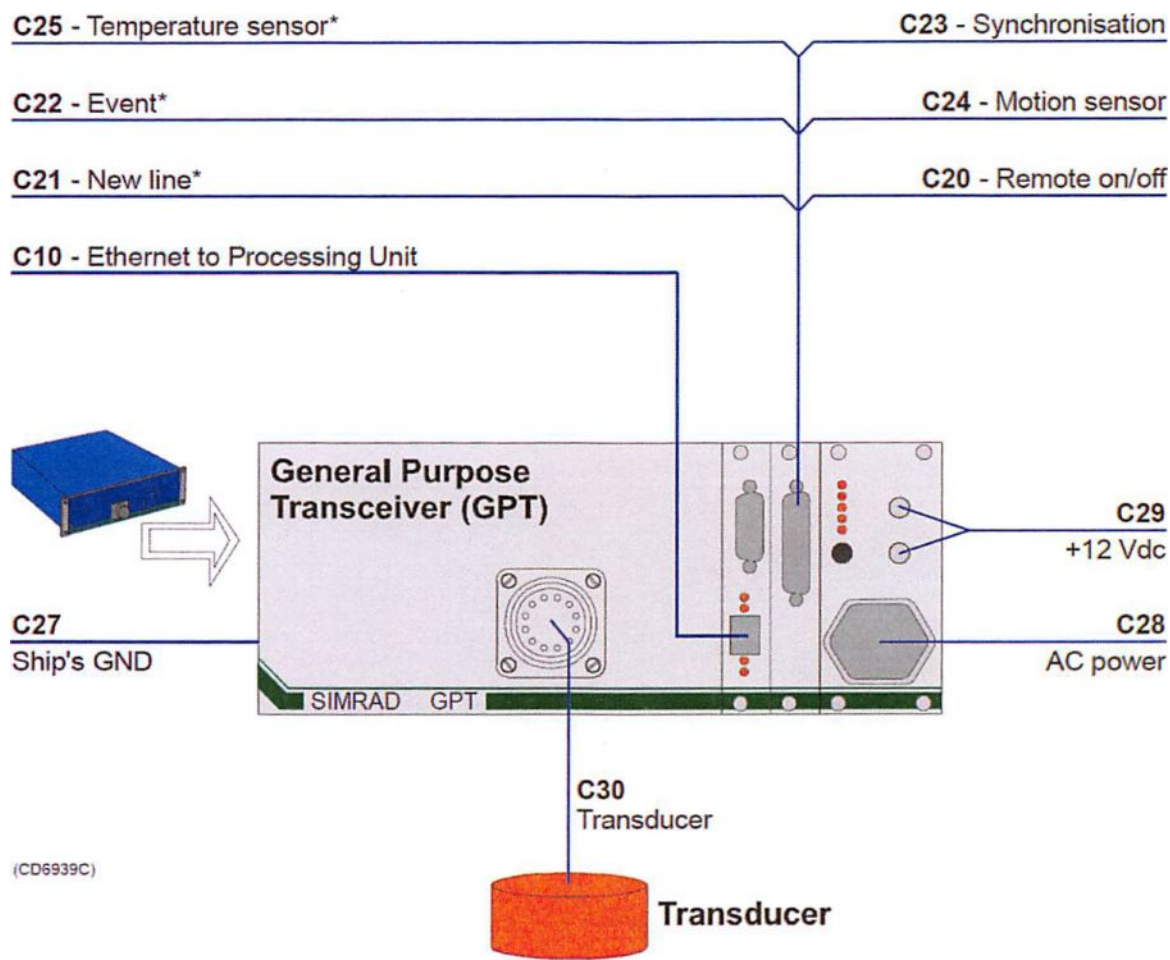 C25 - Temperature sensor*
C23 - Synchronisation
C22 - Event*
C24 - Motion sensor
C21 - New line*
C20 - Remote on/off
C10 - Ethernet to Processing Unit
General Purpose
Transceiver (GPT)
C29
+12 Vdc
C27
Ship's GND
C28
AC power
SIMRAD GPT
C30
Transducer
(CD6939C)
Transducer